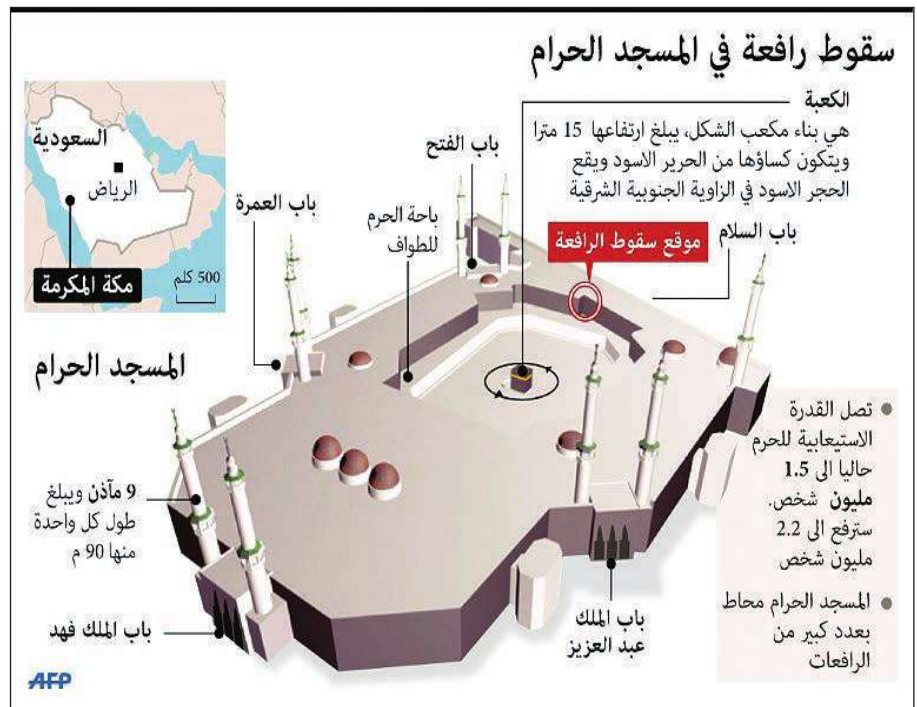 سقوط رافعة في المسجد الحرام
الكعبة
هي بناء مكعب الشكل، يبلغ ارتفاعها 15 مترا
ويتكون كساؤها من الحرير الاسود ويقع
الحجر الاسود في الزاوية الجنوبية الشرقية
السعودية
الرياض
مكة المكرمة
500 كلم
باب الفتح
باب العمرة
باحة الحرم
للطواف
موقع سقوط الرافعة
باب السلام
المسجد الحرام
تصل القدرة
الاستيعابية للحرم
حاليا الى 1.5
مليون شخص.
سترفع الى 2.2
مليون شخص
المسجد الحرام محاط
بعدد كبير من
الرافعات
9 مآذن ويبلغ
طول كل واحدة
منها 90 م
باب الملك
عبد العزيز
باب الملك فهد
AFP